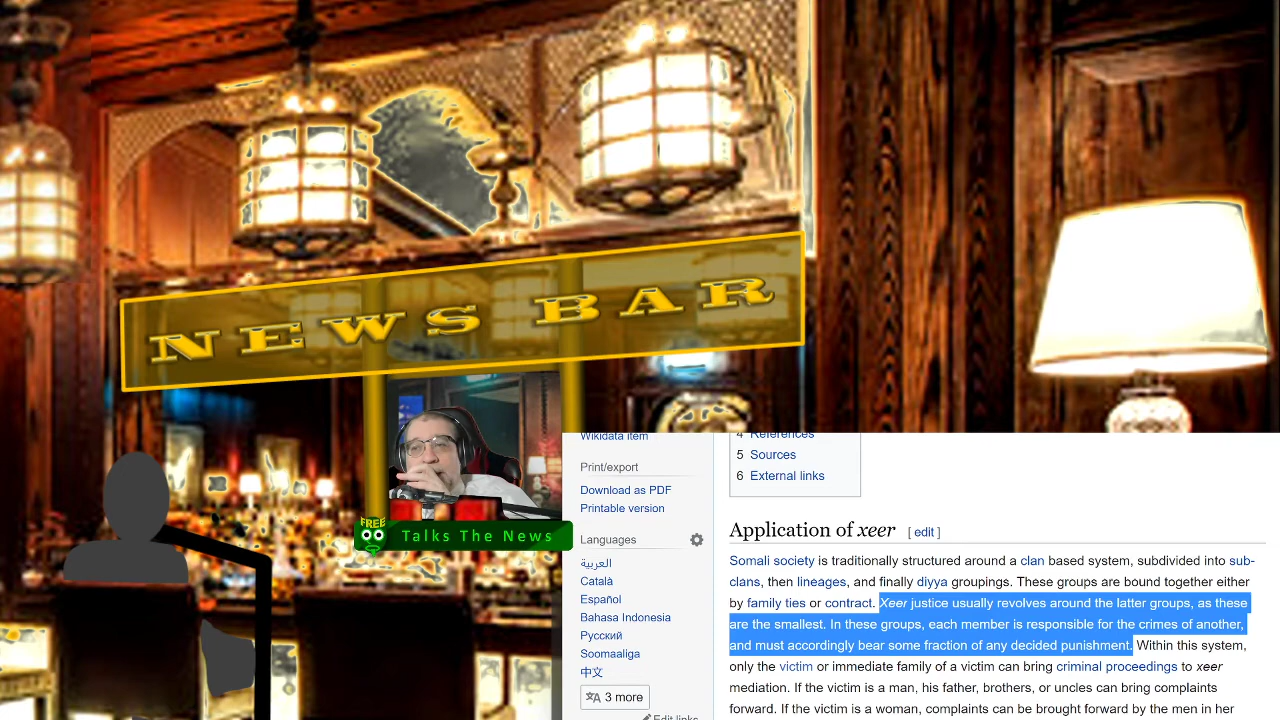 NEWS BAR
FREE
Talks The News
Wikidata item
Print/export
Download as PDF
Printable version
Languages
العربية
Català
Español
Bahasa Indonesia
Русский
Soomaaliga
中文
3 more
Edit links
4 References
5 Sources
6 External links
Application of xeer [ edit ]
Somali society is traditionally structured around a clan based system, subdivided into sub-
clans, then lineages, and finally diyya groupings. These groups are bound together either
by family ties or contract. Xeer justice usually revolves around the latter groups, as these
are the smallest. In these groups, each member is responsible for the crimes of another,
and must accordingly bear some fraction of any decided punishment. Within this system,
only the victim or immediate family of a victim can bring criminal proceedings to xeer
mediation. If the victim is a man, his father, brothers, or uncles can bring complaints
forward. If the victim is a woman, complaints can be brought forward by the men in her